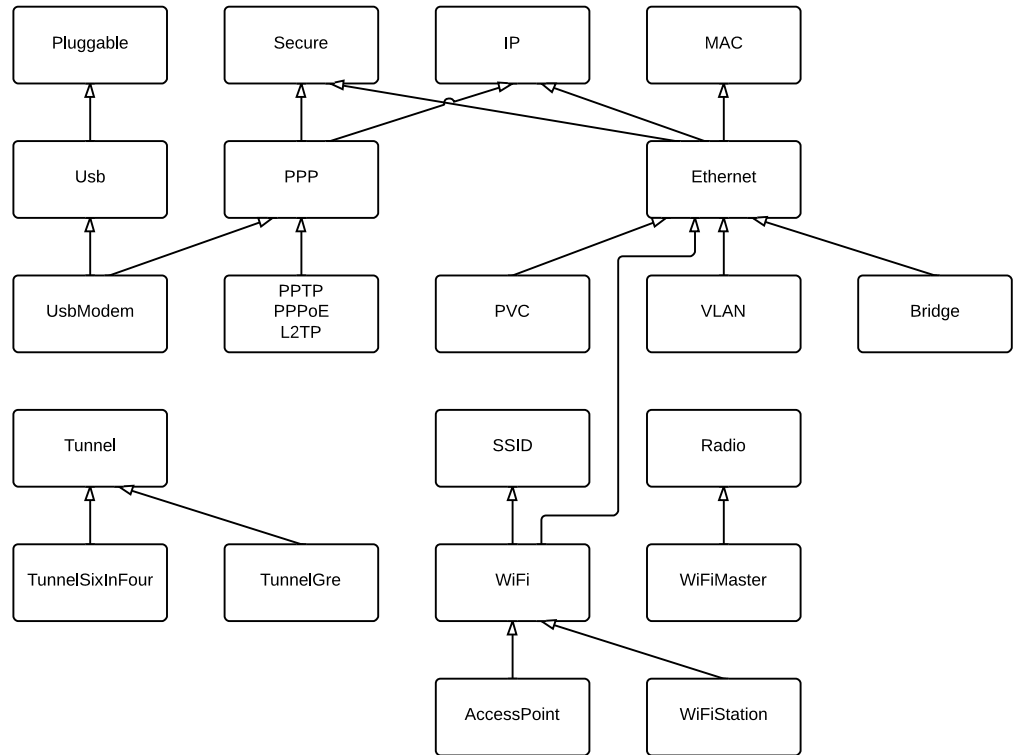 Pluggable
Secure
IP
MAC
Usb
PPP
Ethernet
UsbModem
PPTP
PPPoE
L2TP
PVC
VLAN
Bridge
Tunnel
SSID
Radio
TunnelSixInFour
TunnelGre
WiFi
WiFiMaster
AccessPoint
WiFiStation